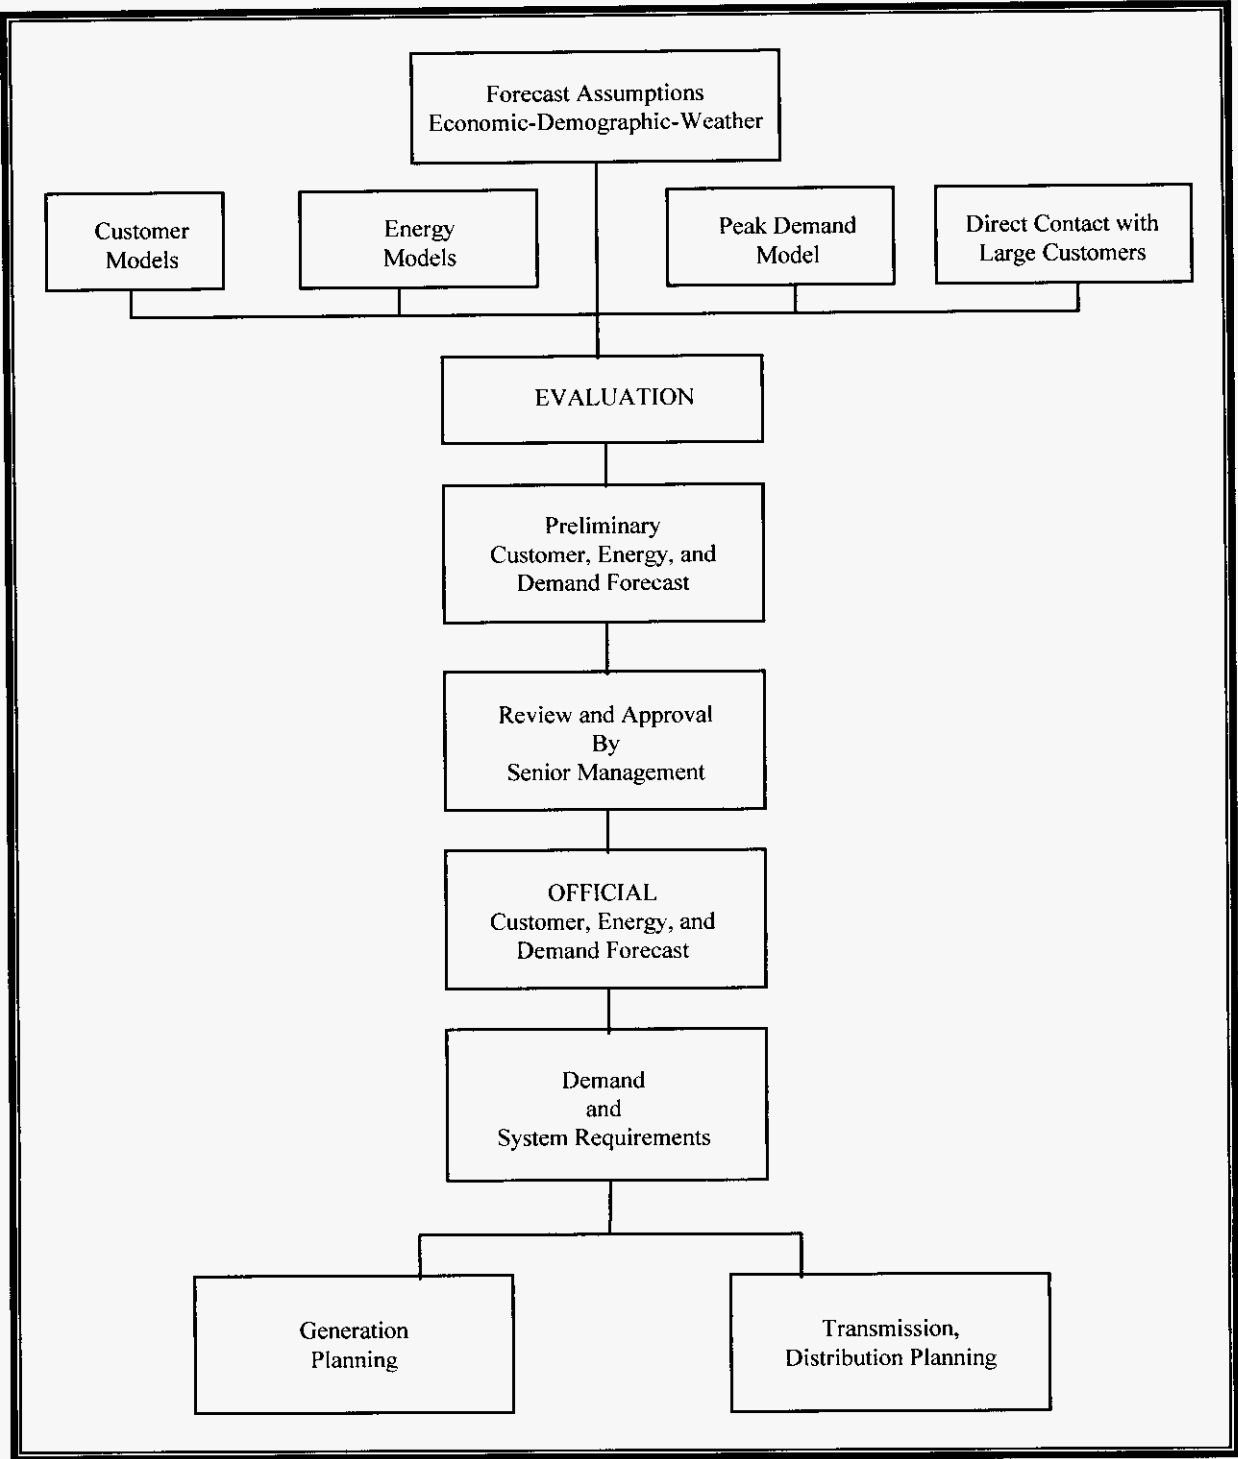 Forecast Assumptions
Economic-Demographic-Weather
Customer
Models
Energy
Models
Peak Demand
Model
Direct Contact with
Large Customers
EVALUATION
Preliminary
Customer, Energy, and
Demand Forecast
Review and Approval
By
Senior Management
OFFICIAL
Customer, Energy, and
Demand Forecast
Demand
and
System Requirements
Generation
Planning
Transmission,
Distribution Planning